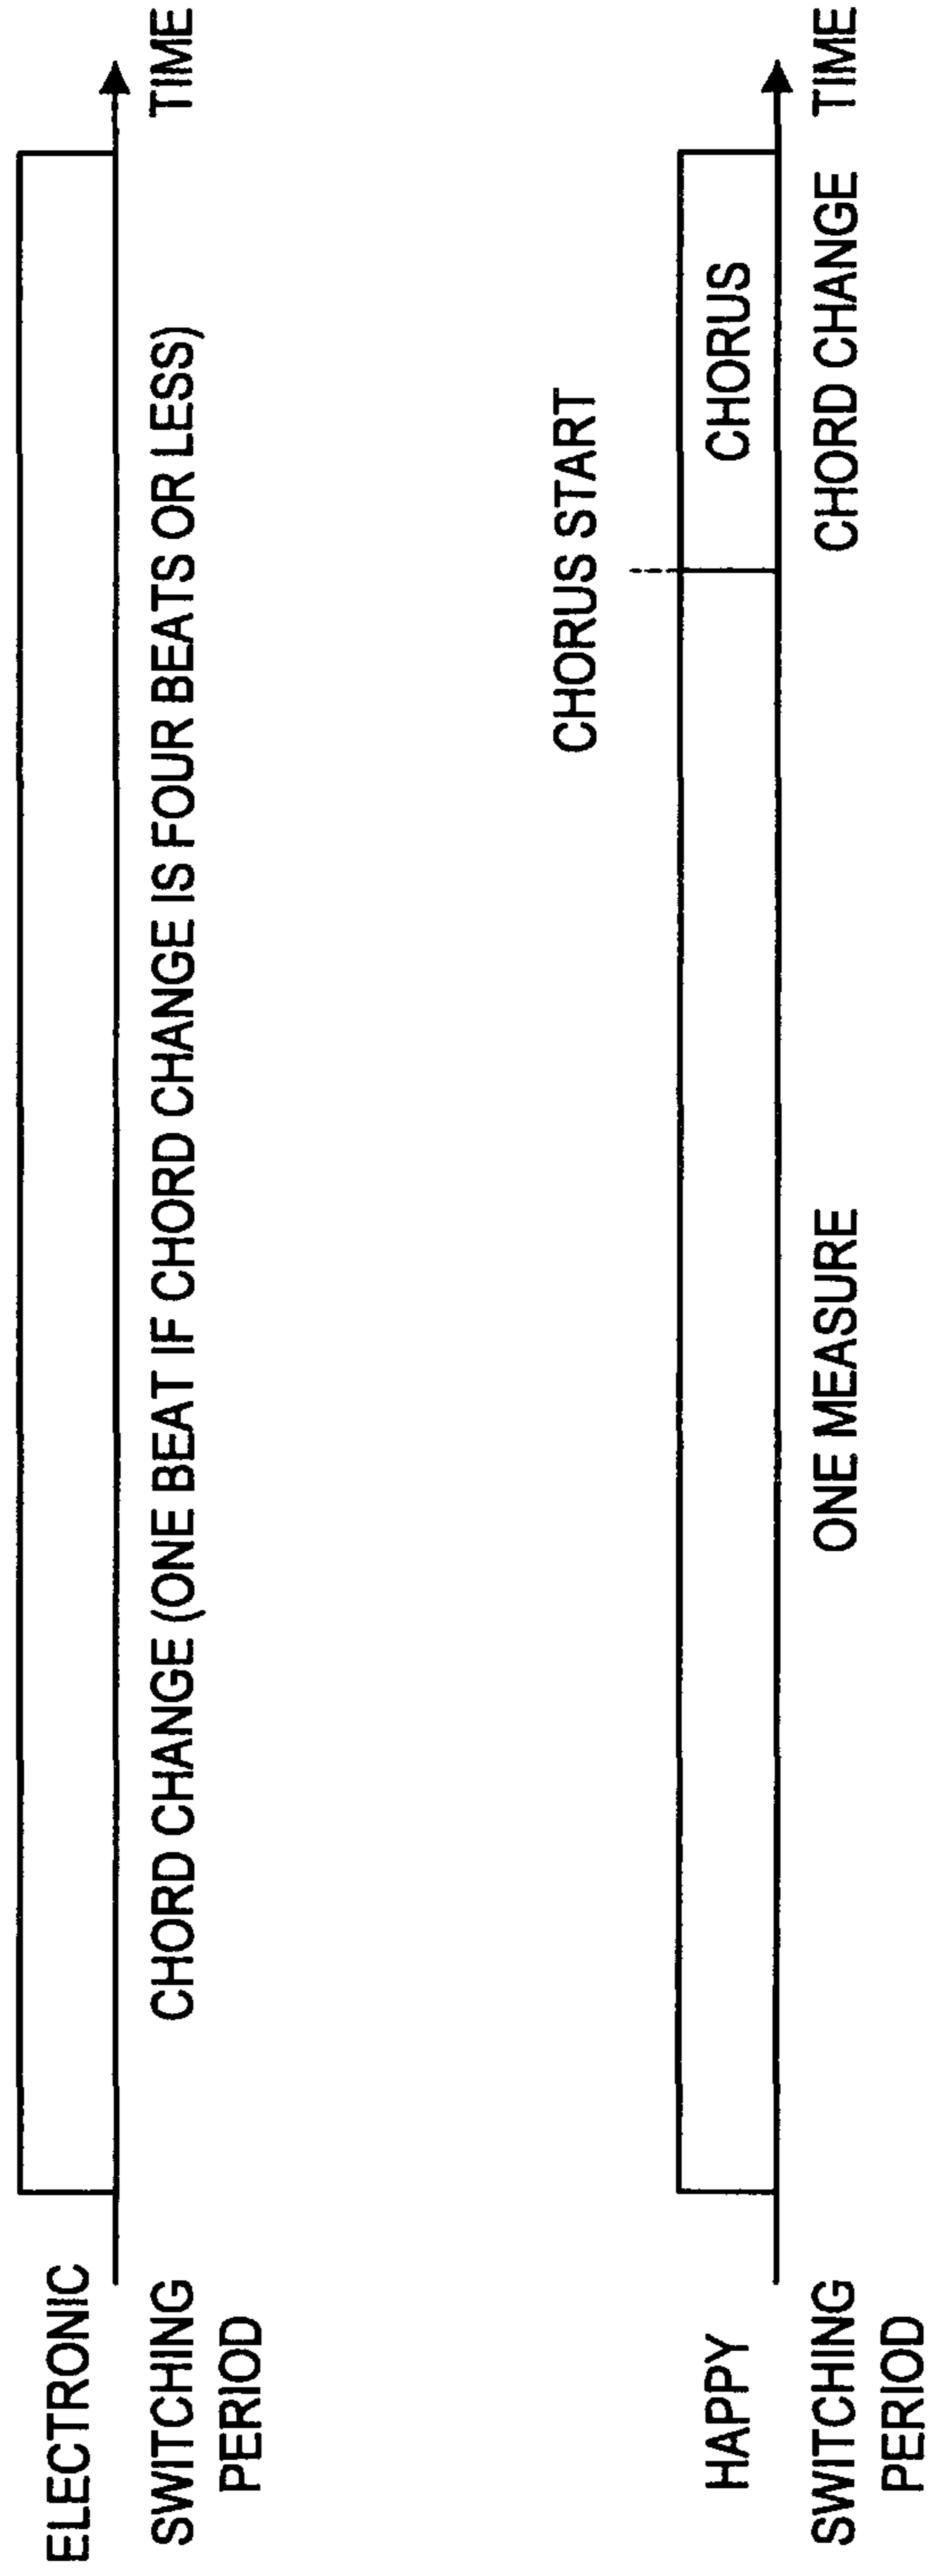 ELECTRONIC
TIME
SWITCHING
PERIOD
CHORD CHANGE (ONE BEAT IF CHORD CHANGE IS FOUR BEATS OR LESS)
CHORUS START
HAPPY
CHORUS
TIME
SWITCHING
PERIOD
ONE MEASURE
CHORD CHANGE